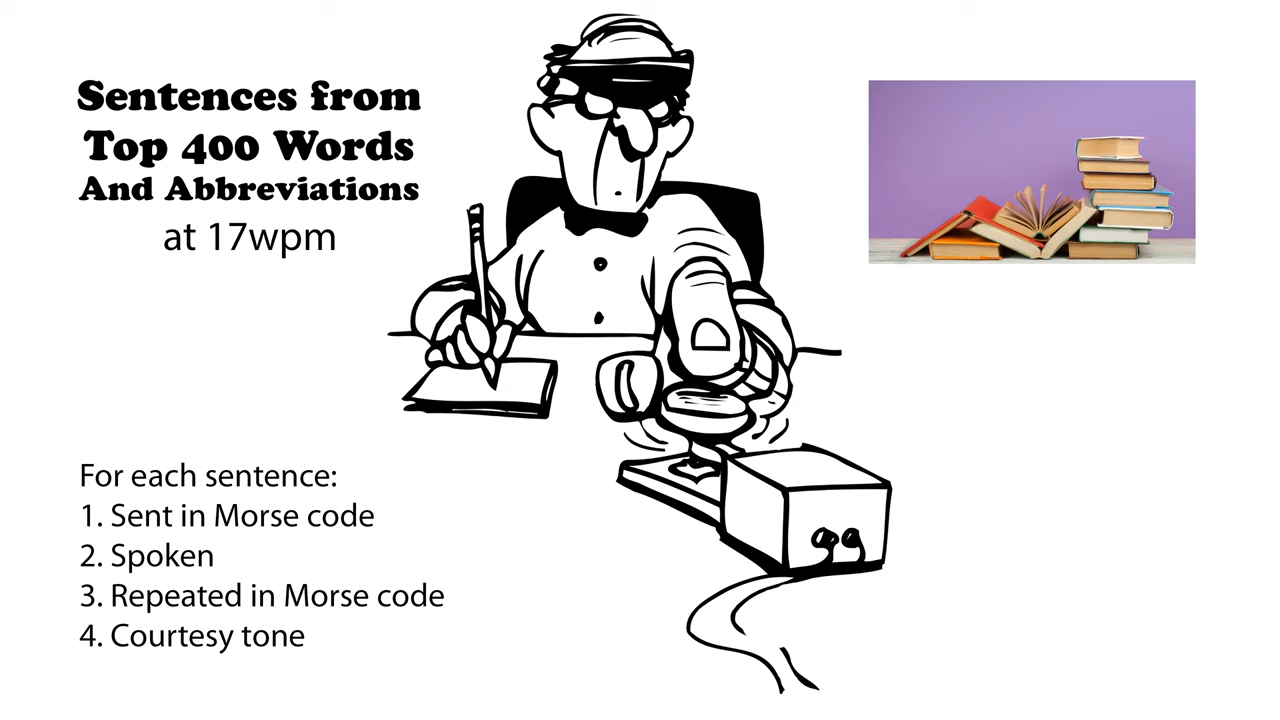 Sentences from
Top 400 Words
And Abbreviations
at 17wpm
For each sentence:
1. Sent in Morse code
2. Spoken
3. Repeated in Morse code
4. Courtesy tone